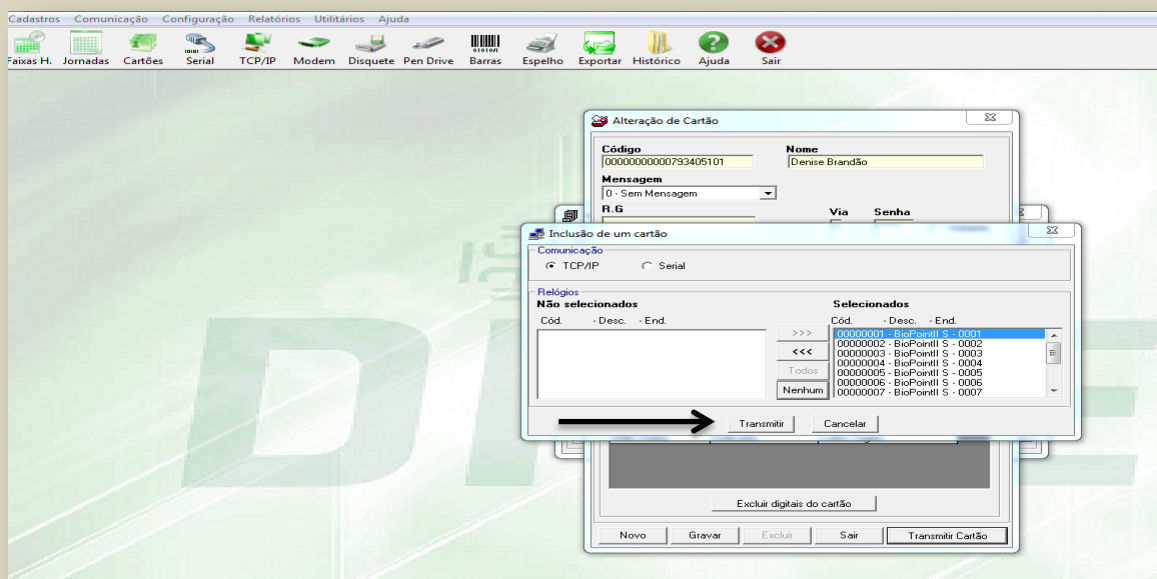 Cadastros Comunicação Configuração Relatórios Utilitários Ajuda
Faixas H. Jornadas Cartões Serial TCP/IP Modem Disquete Pen Drive Barras Espelho Exportar Histórico Ajuda Sair
Alteração de Cartão
Código Nome
00000000000793405101 Denise Brandão
Mensagem
0 - Sem Mensagem
R.G Via Senha
Inclusão de um cartão
Comunicação
TCP/IP Serial
Relógios
Não selecionados Selecionados
Cód. - Desc. - End. Cód. - Desc. - End.
>>> 00000001 - BioPointII S - 0001
00000002 - BioPointII S - 0002
<<< 00000003 - BioPointII S - 0003
00000004 - BioPointII S - 0004
Todos 00000005 - BioPointII S - 0005
00000006 - BioPointII S - 0006
Nenhum 00000007 - BioPointII S - 0007
Transmitir Cancelar
Excluir digitais do cartão
Novo Gravar Excluir Sair Transmitir Cartão